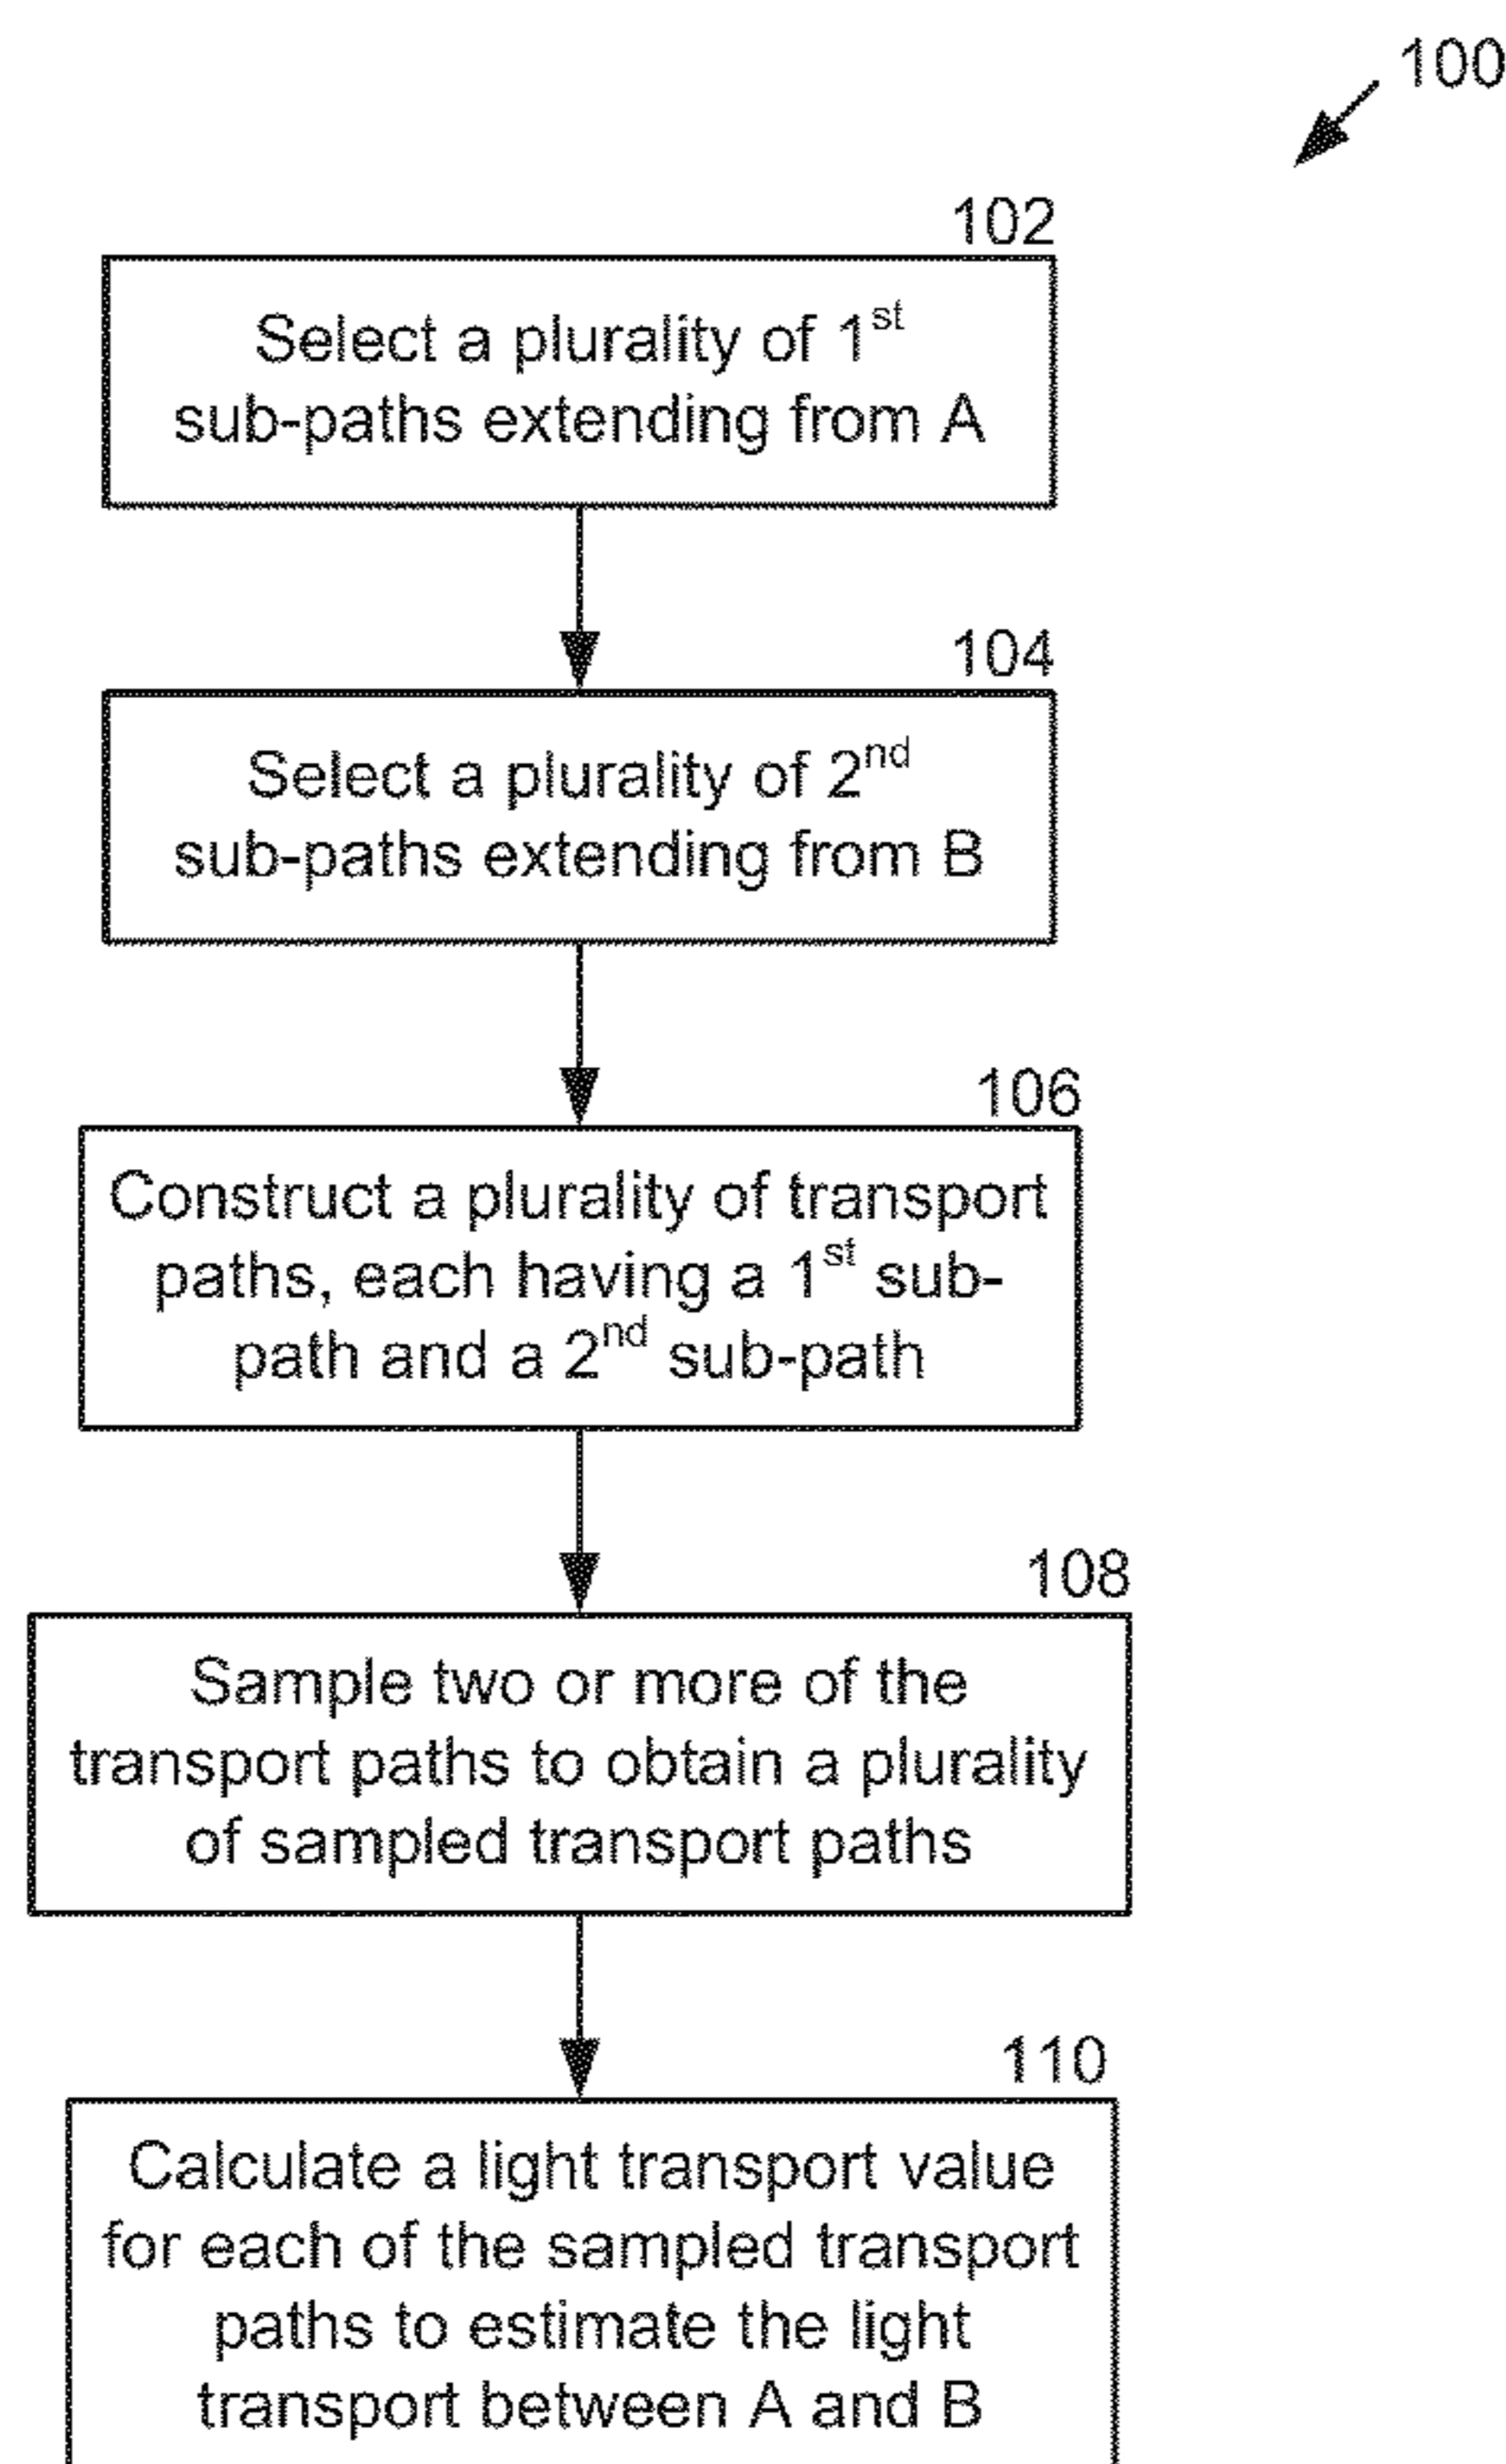 100
102
Select a plurality of 1st
sub-paths extending from A
104
Select a plurality of 2nd
sub-paths extending from B
106
Construct a plurality of transport
paths, each having a 1st sub-
path and a 2nd sub-path
108
Sample two or more of the
transport paths to obtain a plurality
of sampled transport paths
110
Calculate a light transport value
for each of the sampled transport
paths to estimate the light
transport between A and B